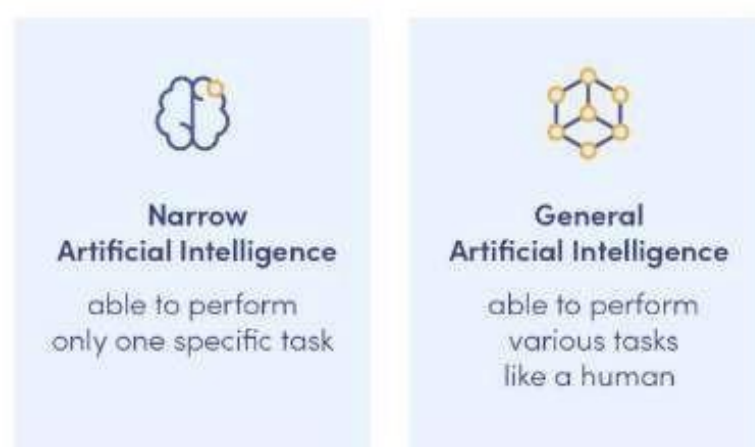 Narrow
Artificial Intelligence
able to perform
only one specific task
General
Artificial Intelligence
able to perform
various tasks
like a human